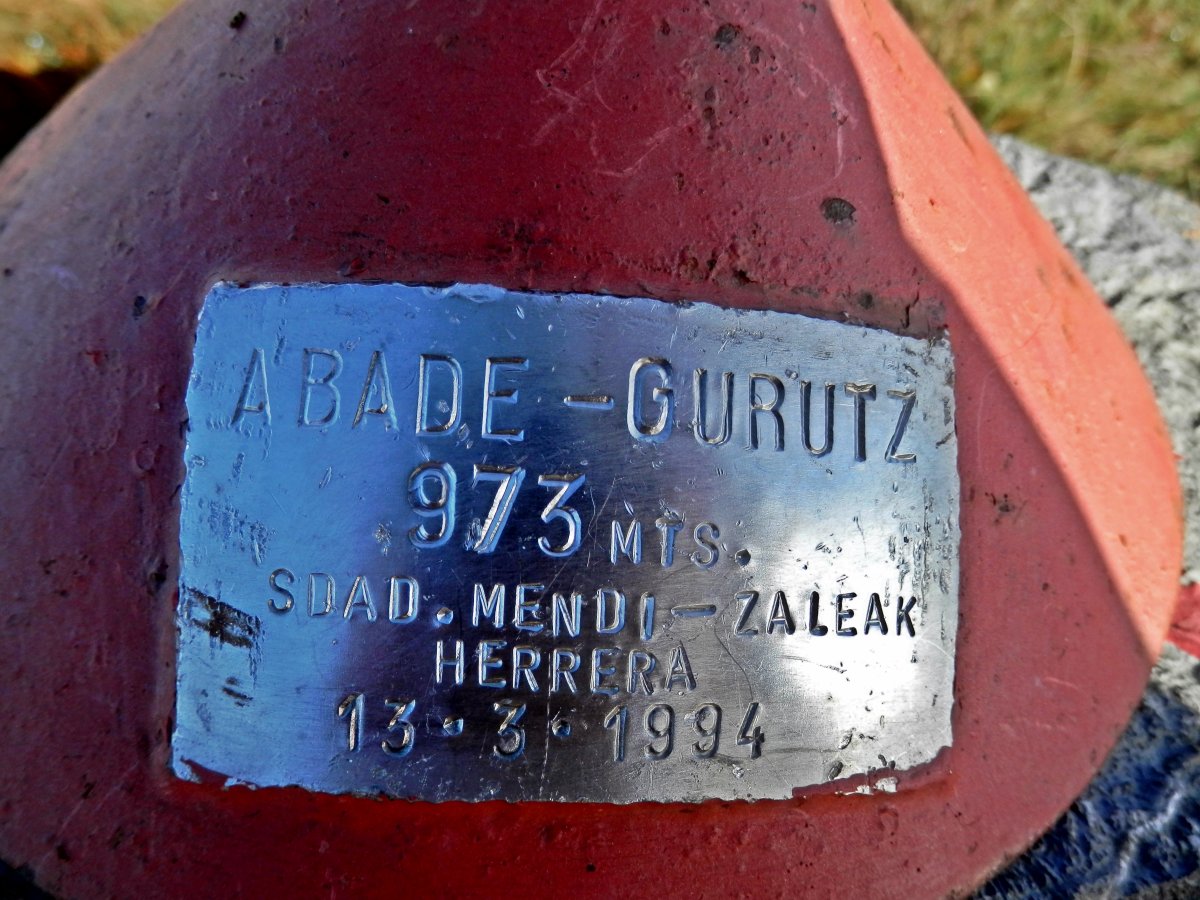 ABADE-GURUTZ
973 MTS.
SDAD. MENDI-ZALEAK
HERRERA
13·3·1994